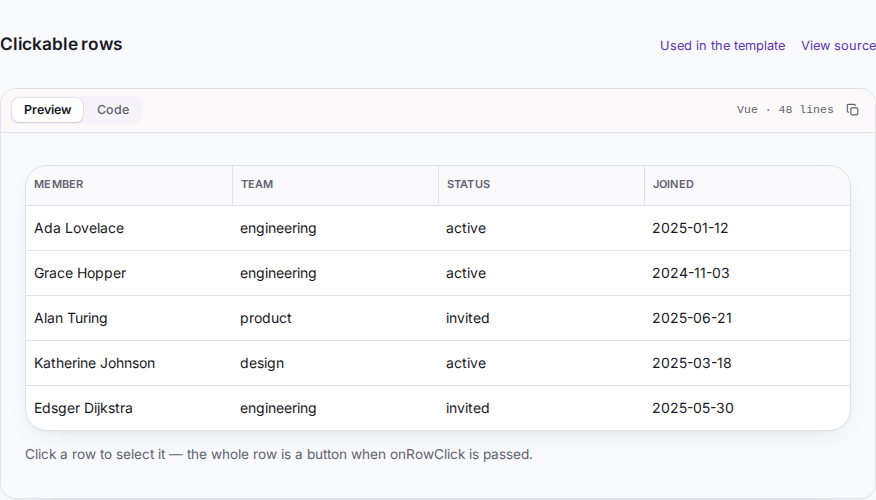 Clickable rows
Used in the template View source
Preview Code
Vue · 48 lines
MEMBER TEAM STATUS JOINED
Ada Lovelace engineering active 2025-01-12
Grace Hopper engineering active 2024-11-03
Alan Turing product invited 2025-06-21
Katherine Johnson design active 2025-03-18
Edsger Dijkstra engineering invited 2025-05-30
Click a row to select it — the whole row is a button when onRowClick is passed.